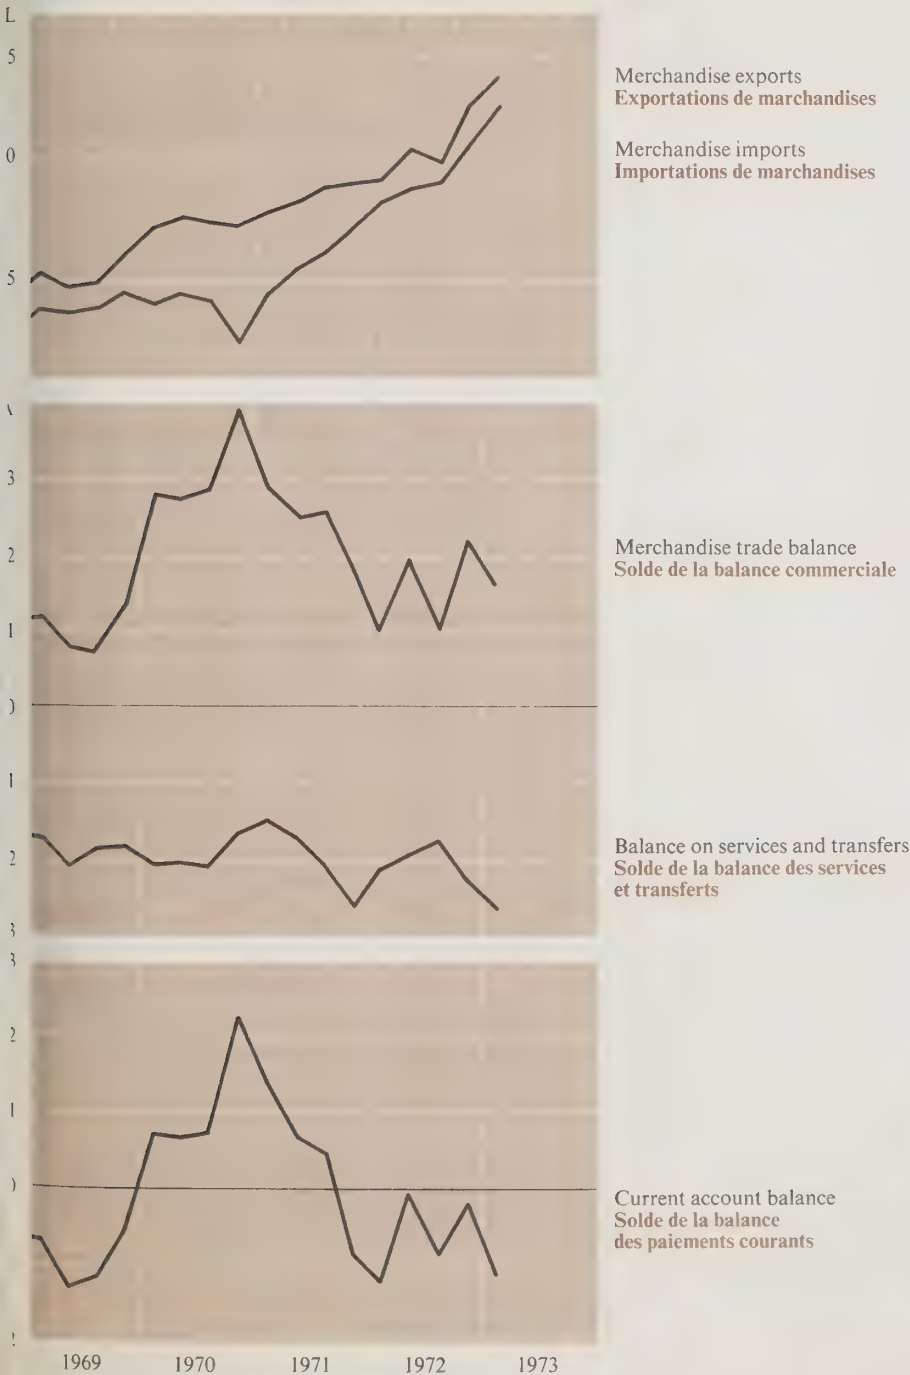 L
5
Merchandise exports
Exportations de marchandises
0
Merchandise imports
Importations de marchandises
5
3
2
Merchandise trade balance
Solde de la balance commerciale
1
0
1
2
Balance on services and transfers
Solde de la balance des services
et transferts
2
1
Current account balance
Solde de la balance
des paiements courants
1969 1970 1971 1972 1973